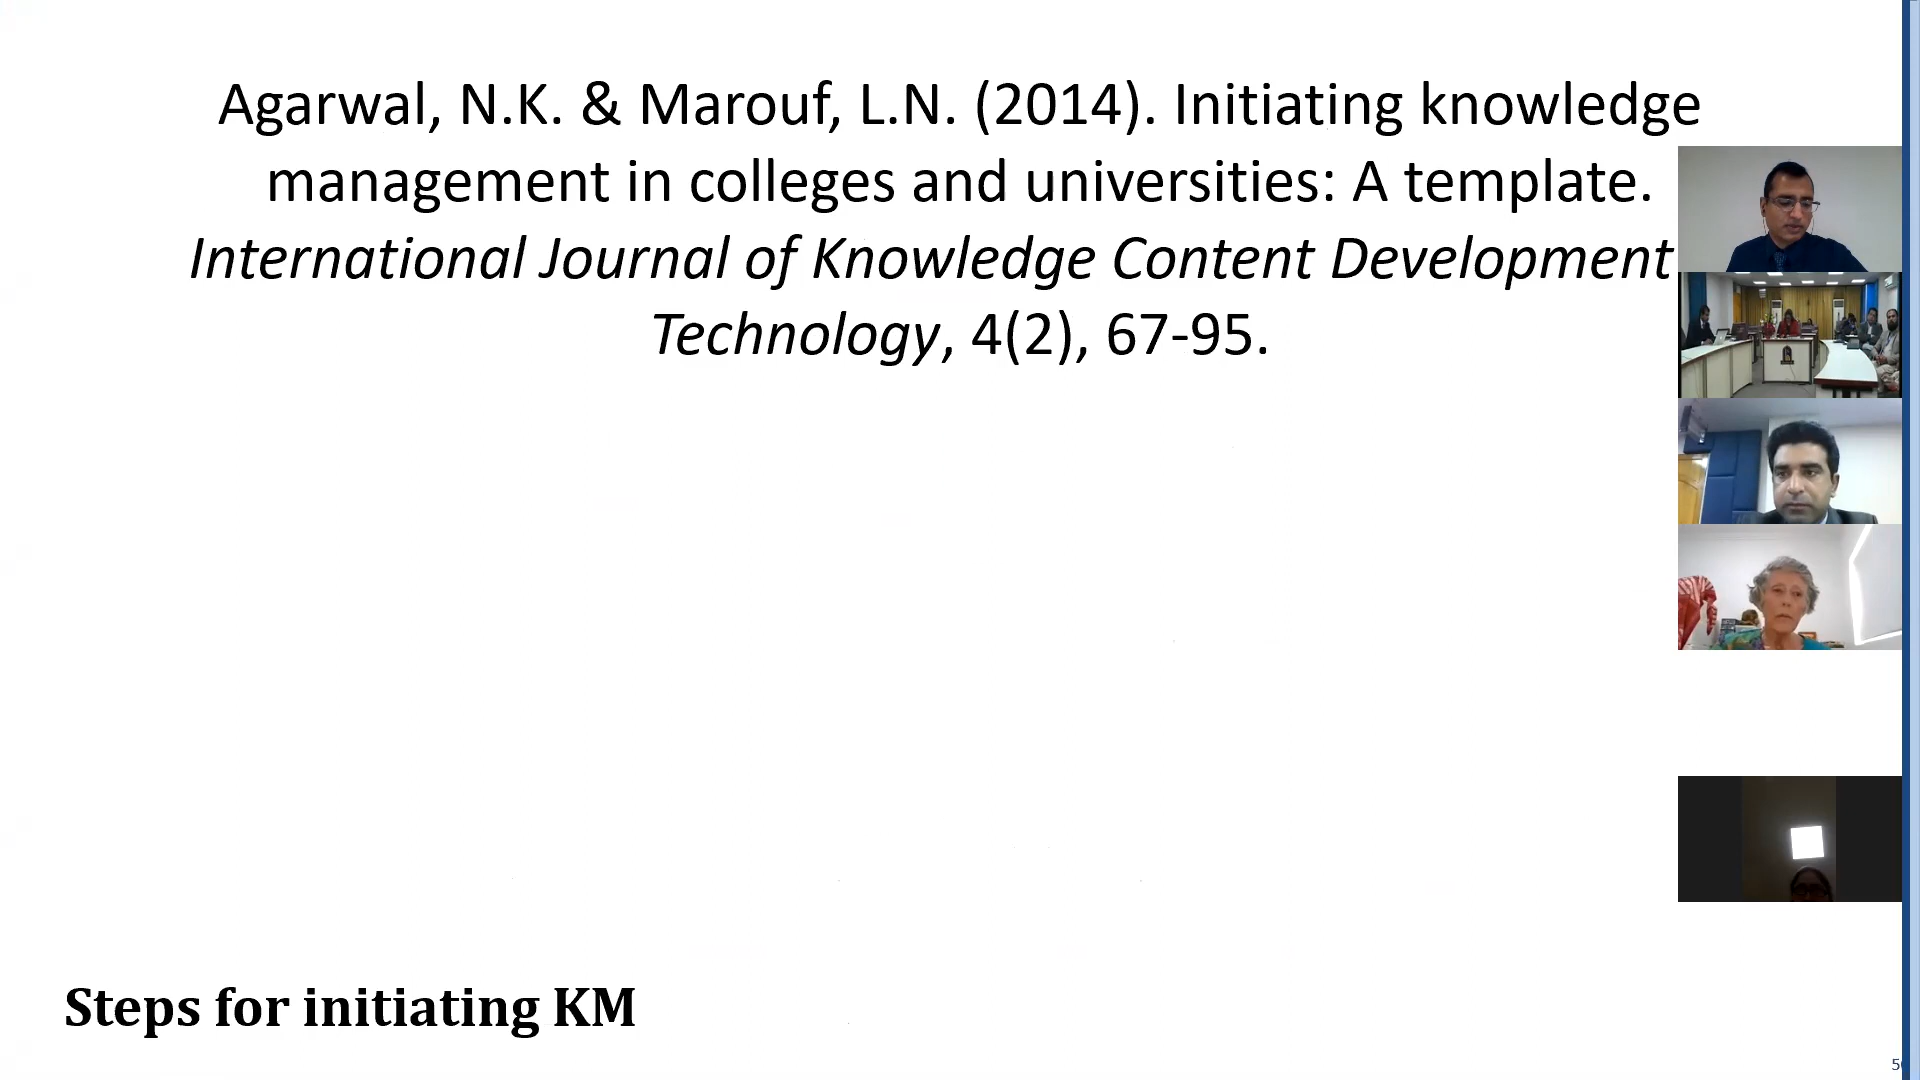 Agarwal, N.K. & Marouf, L.N. (2014). Initiating knowledge
management in colleges and universities: A template.
International Journal of Knowledge Content Development
Technology, 4(2), 67-95.
Steps for initiating KM